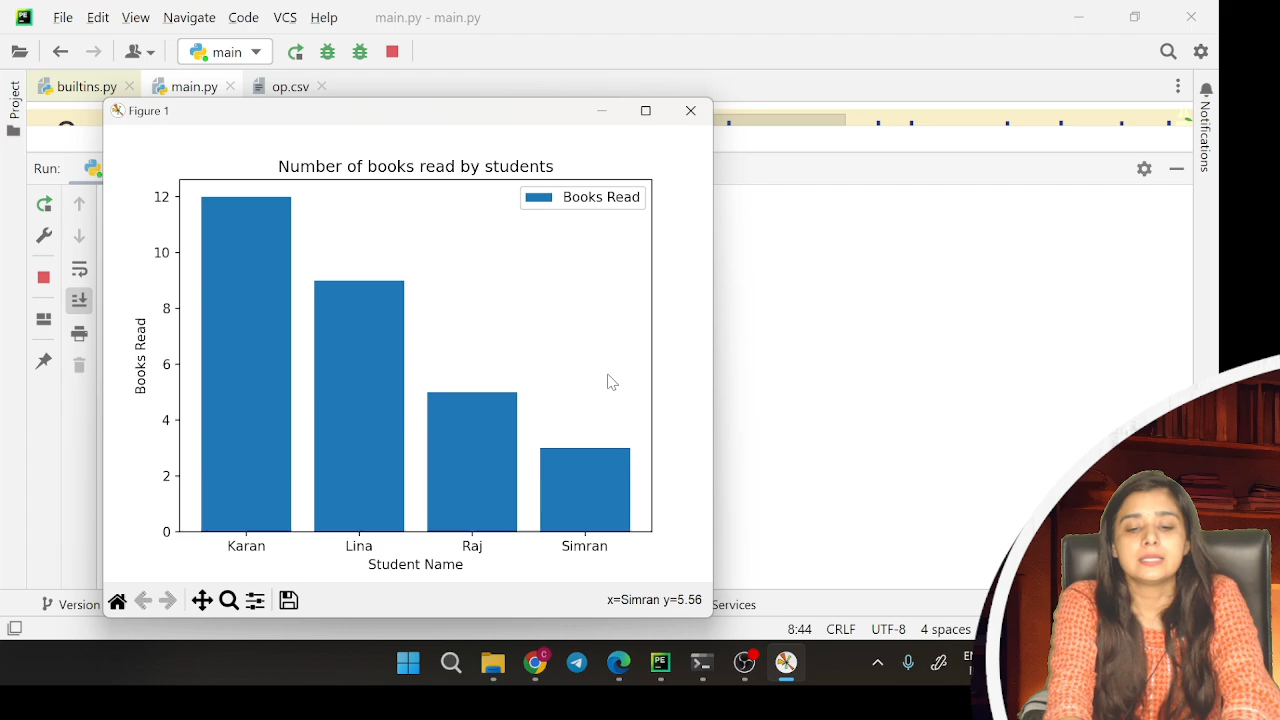 PE File Edit View Navigate Code VCS Help main.py - main.py
main
Project
builtins.py main.py op.csv
Notifications
Figure 1
Run:
Number of books read by students
Books Read
12
10
8
6
4
2
0
Books Read
Karan Lina Raj Simran
Student Name
x=Simran y=5.56
Version
Services
8:44 CRLF UTF-8 4 spaces
C
PE